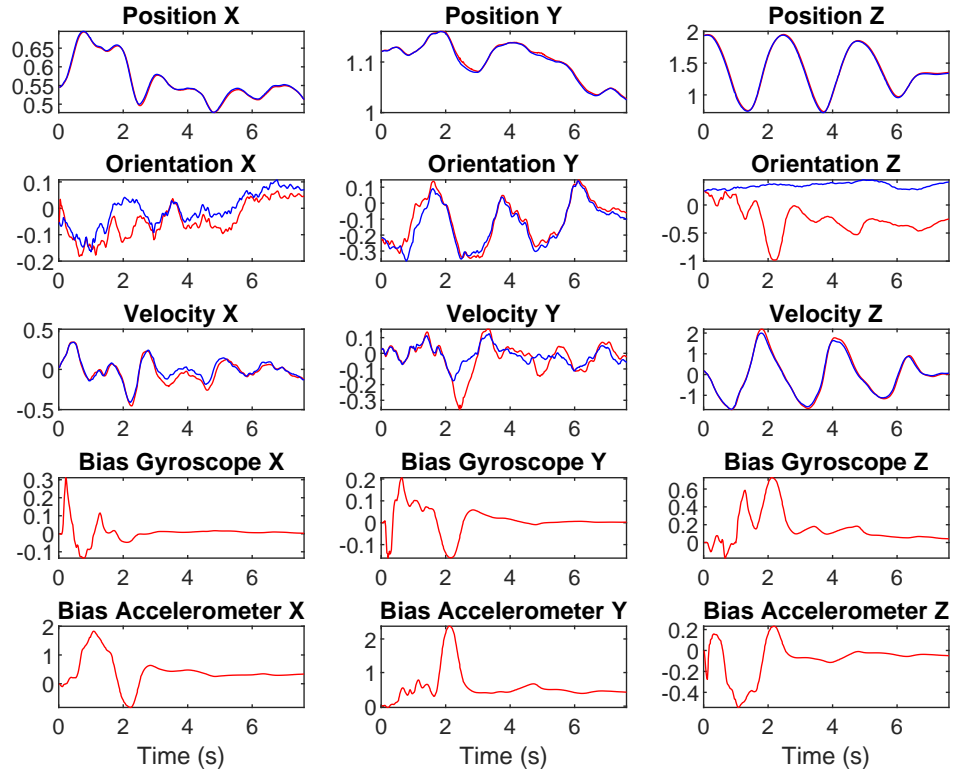 Position X Position Y Position Z
0.65 0.6 0.55 0.5 1.1 1 2 1.5 1
0 2 4 6 0 2 4 6 0 2 4 6
Orientation X Orientation Y Orientation Z
0.1 0 -0.1 -0.2 0.1 0 -0.1 -0.2 -0.3 0 -0.5 -1
0 2 4 6 0 2 4 6 0 2 4 6
Velocity X Velocity Y Velocity Z
0.5 0 -0.5 0.1 0 -0.1 -0.2 -0.3 2 1 0 -1
0 2 4 6 0 2 4 6 0 2 4 6
Bias Gyroscope X Bias Gyroscope Y Bias Gyroscope Z
0.3 0.2 0.1 0 -0.1 0.2 0.1 0 -0.1 0.6 0.4 0.2 0
0 2 4 6 0 2 4 6 0 2 4 6
Bias Accelerometer X Bias Accelerometer Y Bias Accelerometer Z
2 1 0 2 1 0 0.2 0 -0.2 -0.4
0 2 4 6 0 2 4 6 0 2 4 6
Time (s) Time (s) Time (s)